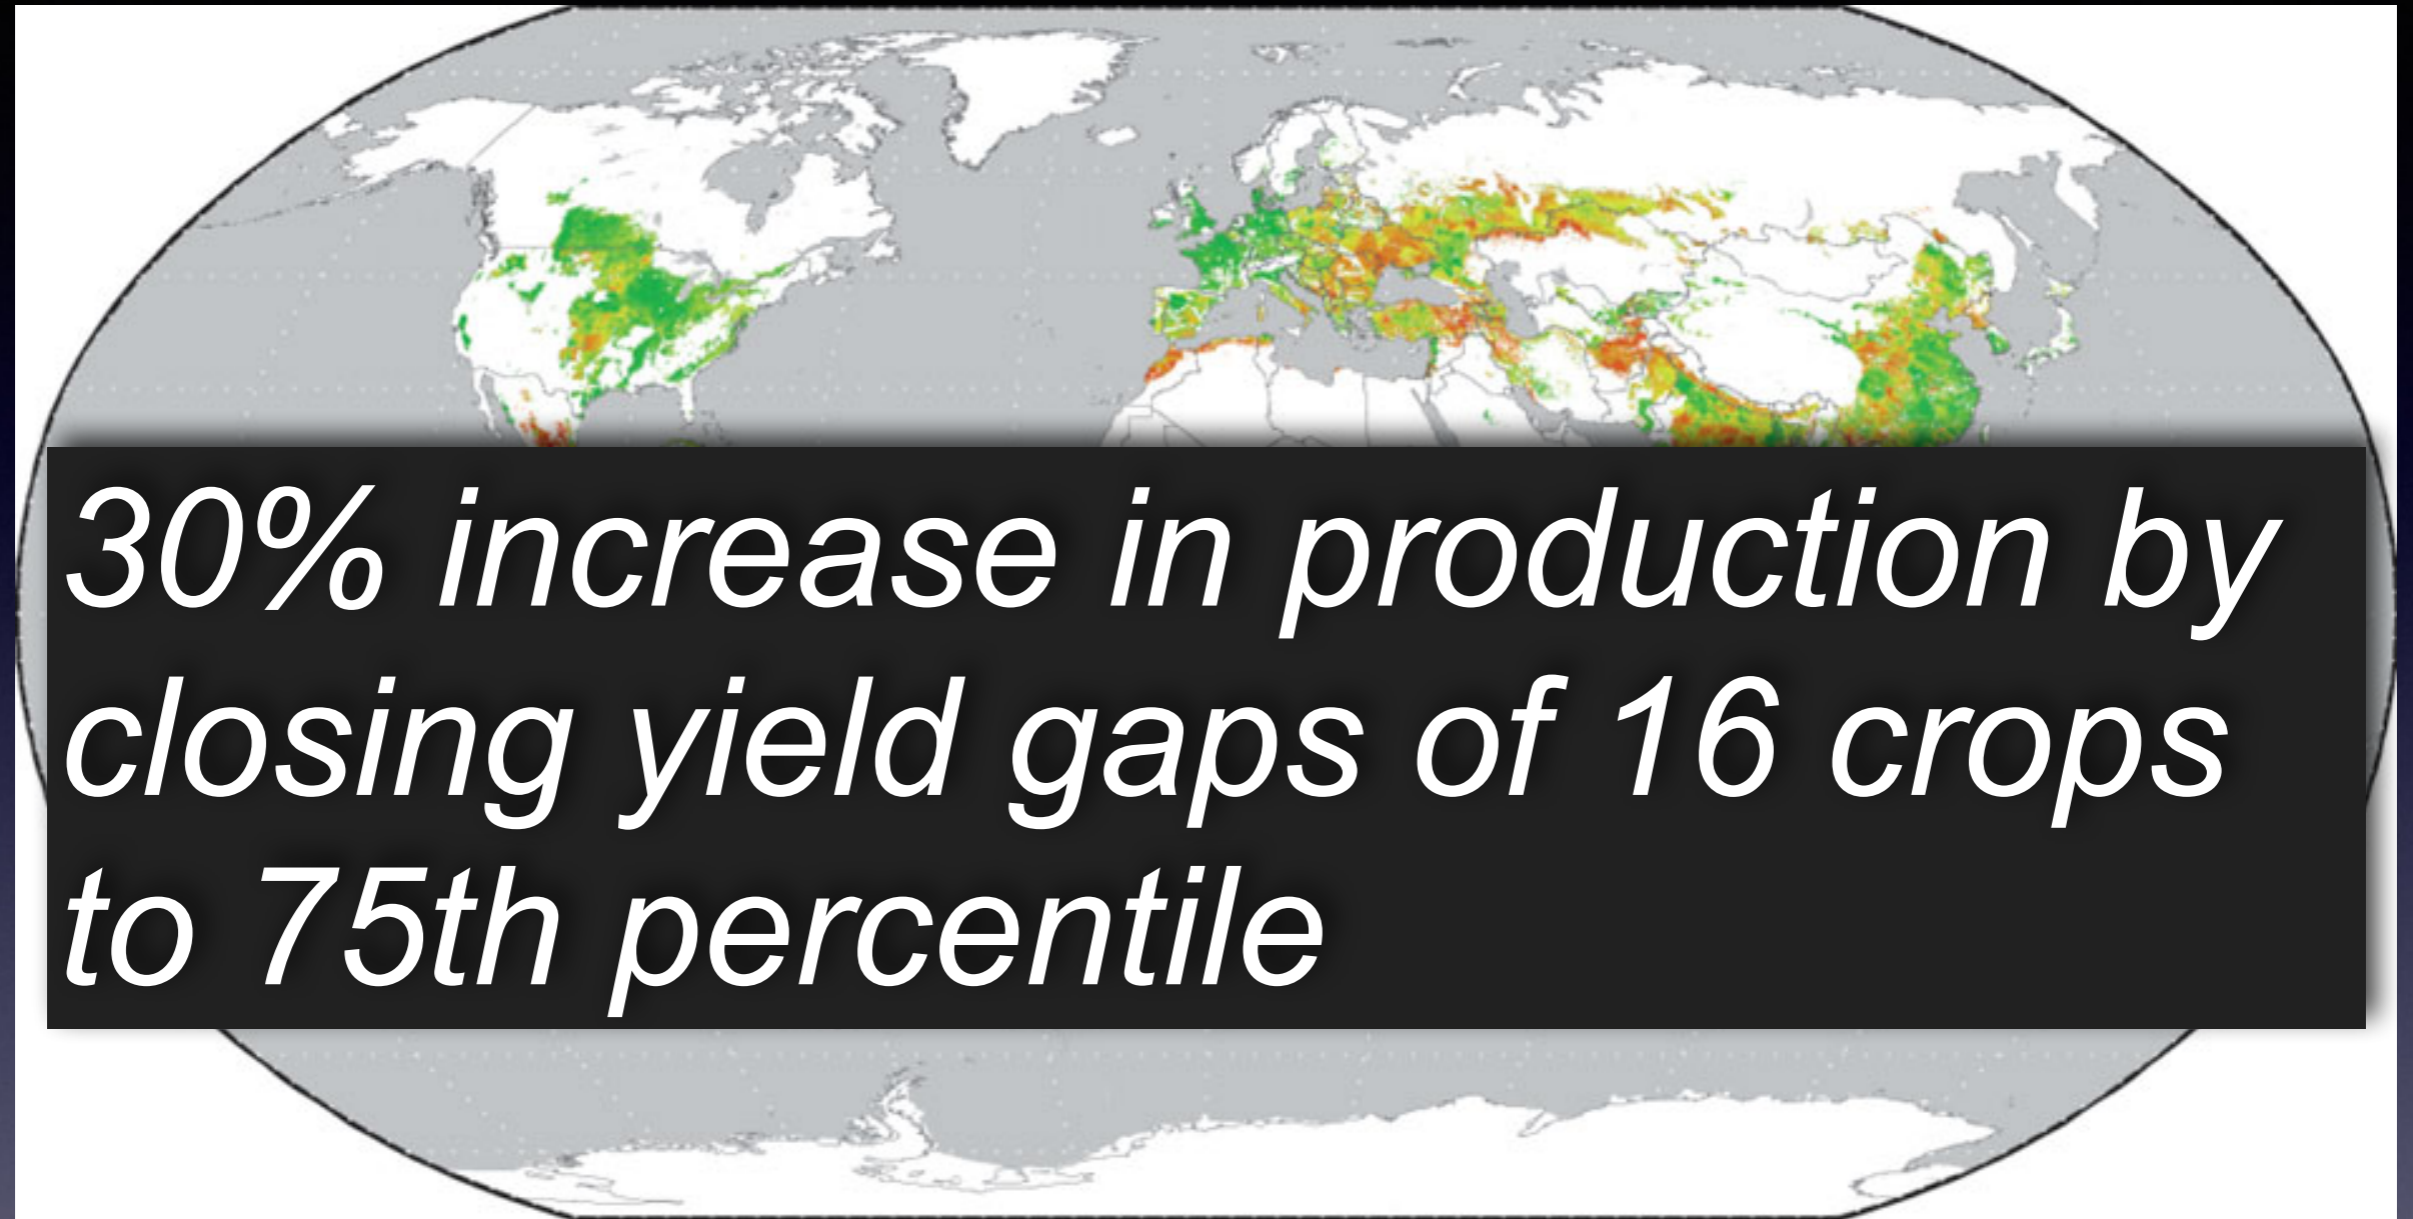 30% increase in production by
closing yield gaps of 16 crops
to 75th percentile